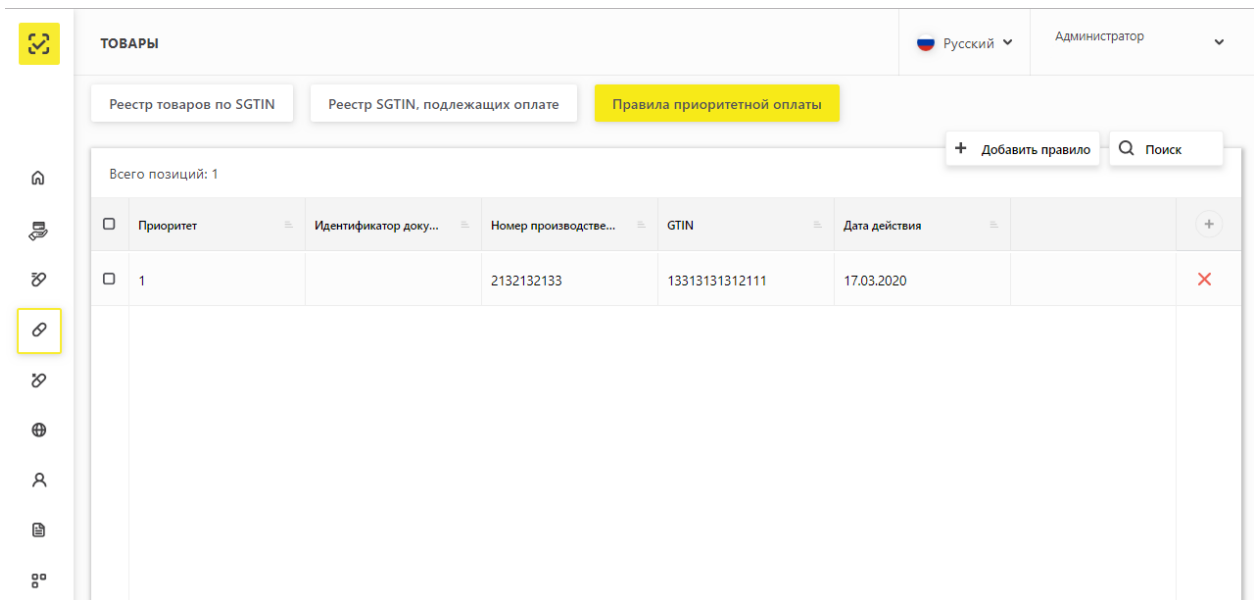 ТОВАРЫ
Русский
Администратор
Реестр товаров по SGTIN
Реестр SGTIN, подлежащих оплате
Правила приоритетной оплаты
+ Добавить правило
Поиск
Всего позиций: 1
Приоритет
Идентификатор доку...
Номер производстве...
GTIN
Дата действия
1
2132132133
13313131312111
17.03.2020